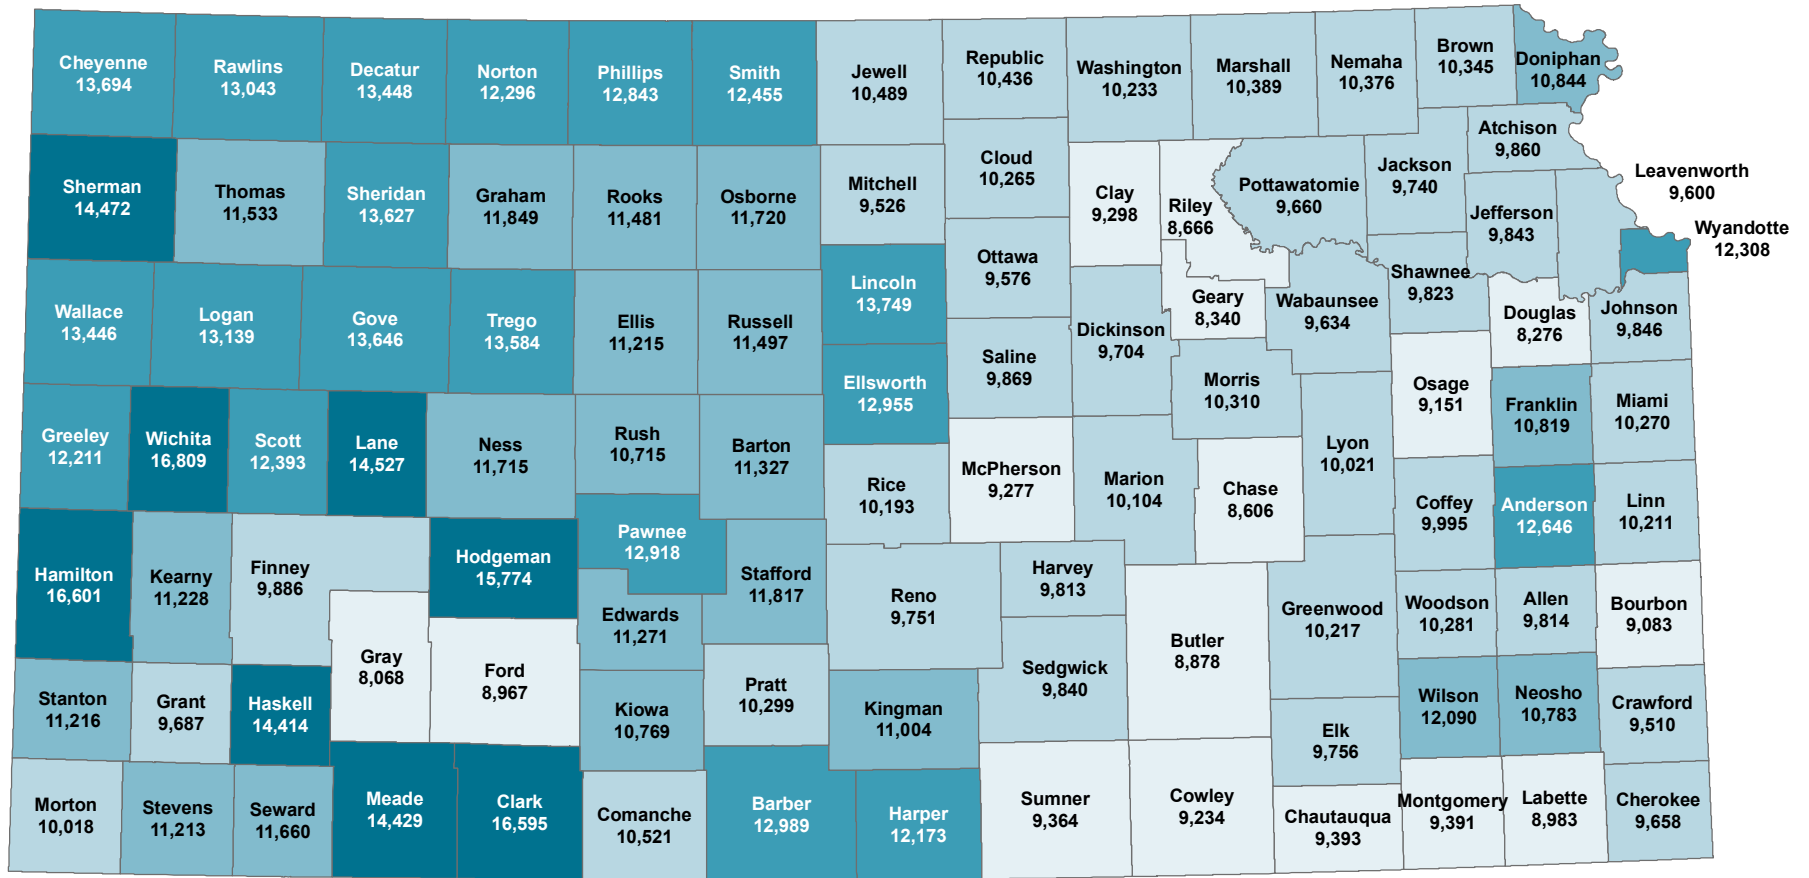 Cheyenne
13,694
Rawlins
13,043
Decatur
13,448
Norton
12,296
Phillips
12,843
Smith
12,455
Jewell
10,489
Republic
10,436
Washington
10,233
Marshall
10,389
Nemaha
10,376
Brown
10,345
Doniphan
10,844
Sherman
14,472
Thomas
11,533
Sheridan
13,627
Graham
11,849
Rooks
11,481
Osborne
11,720
Mitchell
9,526
Cloud
10,265
Clay
9,298
Riley
8,666
Pottawatomie
9,660
Jackson
9,740
Atchison
9,860
Jefferson
9,843
Leavenworth
9,600
Wyandotte
12,308
Wallace
13,446
Logan
13,139
Gove
13,646
Trego
13,584
Ellis
11,215
Russell
11,497
Lincoln
13,749
Ottawa
9,576
Saline
9,869
Dickinson
9,704
Geary
8,340
Wabaunsee
9,634
Shawnee
9,823
Douglas
8,276
Johnson
9,846
Greeley
12,211
Wichita
16,809
Scott
12,393
Lane
14,527
Ness
11,715
Rush
10,715
Barton
11,327
Ellsworth
12,955
Rice
10,193
McPherson
9,277
Marion
10,104
Morris
10,310
Chase
8,606
Lyon
10,021
Osage
9,151
Franklin
10,819
Miami
10,270
Coffey
9,995
Anderson
12,646
Linn
10,211
Hamilton
16,601
Kearny
11,228
Finney
9,886
Hodgeman
15,774
Pawnee
12,918
Stafford
11,817
Edwards
11,271
Reno
9,751
Harvey
9,813
Butler
8,878
Greenwood
10,217
Woodson
10,281
Allen
9,814
Bourbon
9,083
Stanton
11,216
Grant
9,687
Haskell
14,414
Gray
8,068
Ford
8,967
Kiowa
10,769
Pratt
10,299
Kingman
11,004
Sedgwick
9,840
Elk
9,756
Wilson
12,090
Neosho
10,783
Crawford
9,510
Morton
10,018
Stevens
11,213
Seward
11,660
Meade
14,429
Clark
16,595
Comanche
10,521
Barber
12,989
Harper
12,173
Sumner
9,364
Cowley
9,234
Chautauqua
9,393
Montgomery
9,391
Labette
8,983
Cherokee
9,658